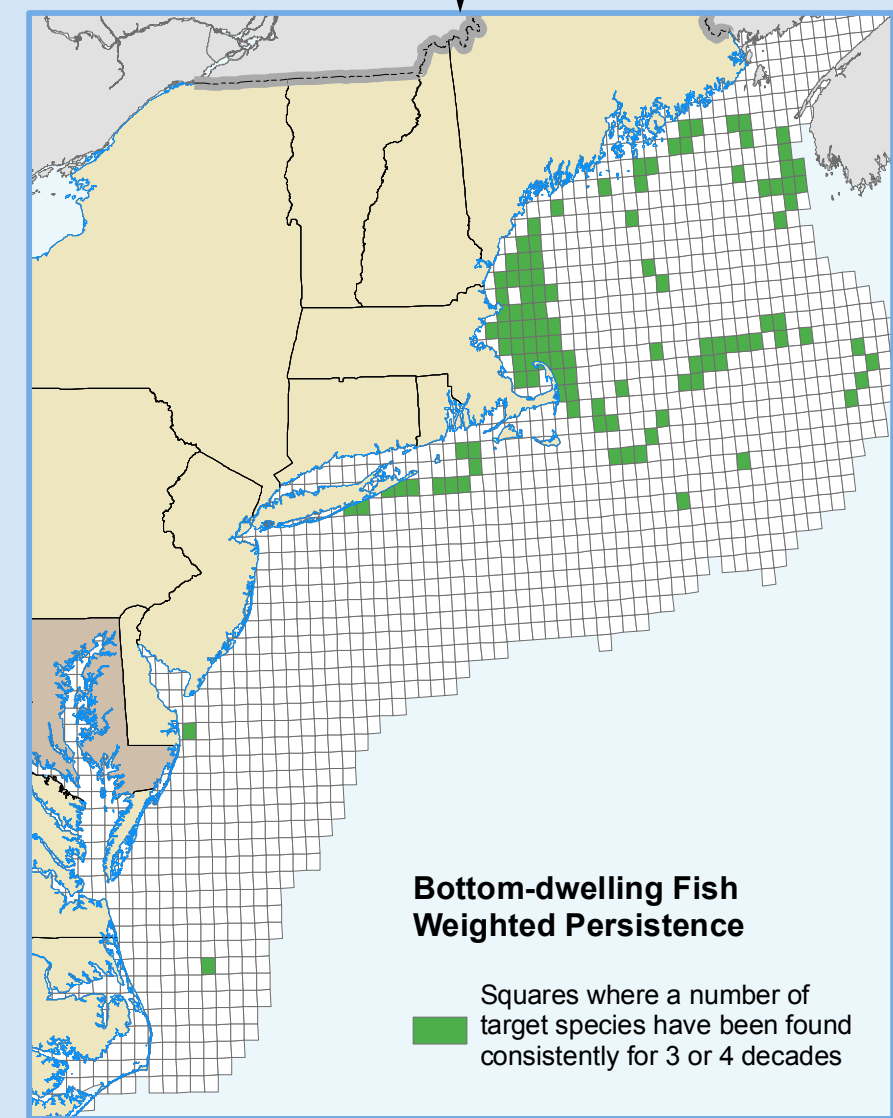 Bottom-dwelling Fish
Weighted Persistence
Squares where a number of
target species have been found
consistently for 3 or 4 decades